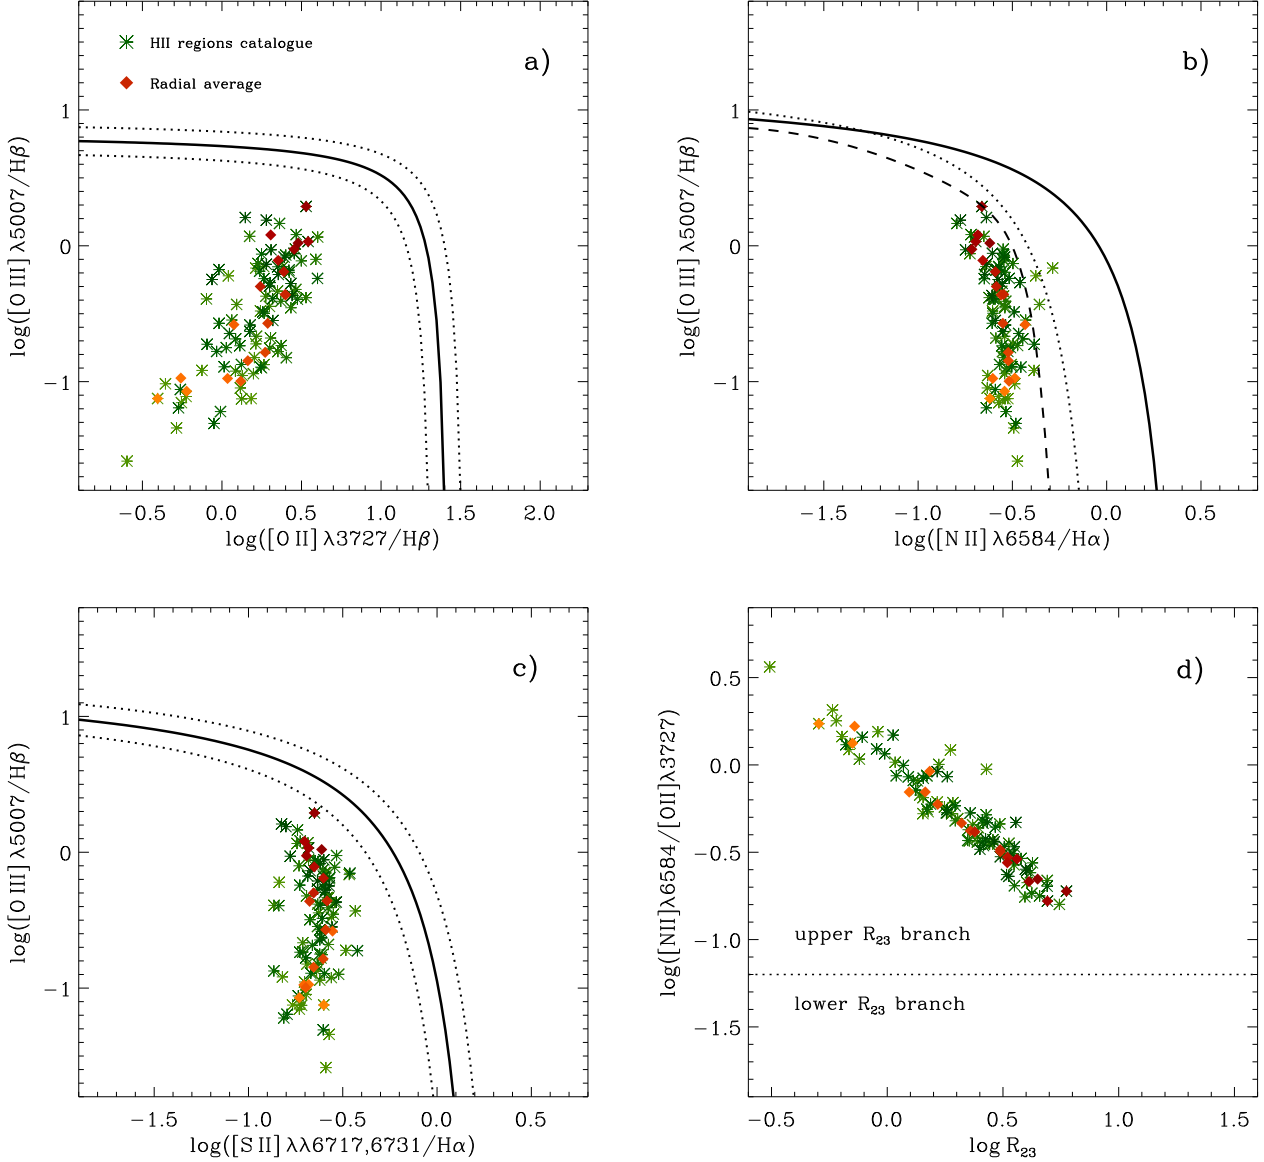 HII regions catalogue
Radial average
a)
1
0
−1
log([O III] λ5007/Hβ)
−0.5 0.0 0.5 1.0 1.5 2.0
log([O II] λ3727/Hβ)
b)
1
0
−1
log([O III] λ5007/Hβ)
−1.5 −1.0 −0.5 0.0 0.5
log([N II] λ6584/Hα)
c)
1
0
−1
log([O III] λ5007/Hβ)
−1.5 −1.0 −0.5 0.0 0.5
log([S II] λλ6717,6731/Hα)
d)
0.5
0.0
−0.5
−1.0
−1.5
log([NII]λ6584/[OII]λ3727)
upper R23 branch
lower R23 branch
−0.5 0.0 0.5 1.0 1.5
log R23